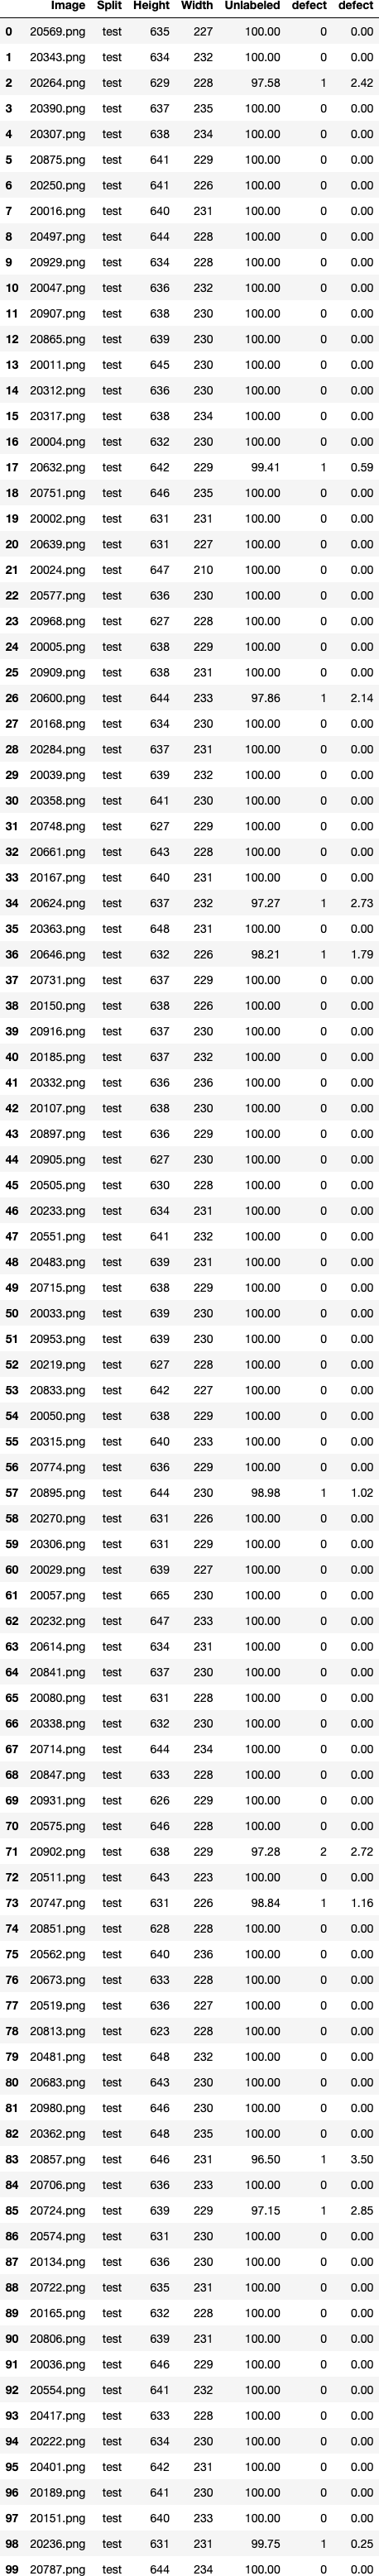 Image Split Height Width Unlabeled defect defect
0 20569.png test 635 227 100.00 0 0.00
1 20343.png test 634 232 100.00 0 0.00
2 20264.png test 629 228 97.58 1 2.42
3 20390.png test 637 235 100.00 0 0.00
4 20307.png test 638 234 100.00 0 0.00
5 20875.png test 641 229 100.00 0 0.00
6 20250.png test 641 226 100.00 0 0.00
7 20016.png test 640 231 100.00 0 0.00
8 20497.png test 644 228 100.00 0 0.00
9 20929.png test 634 228 100.00 0 0.00
10 20047.png test 636 232 100.00 0 0.00
11 20907.png test 638 230 100.00 0 0.00
12 20865.png test 639 230 100.00 0 0.00
13 20011.png test 645 230 100.00 0 0.00
14 20312.png test 636 230 100.00 0 0.00
15 20317.png test 638 234 100.00 0 0.00
16 20004.png test 632 230 100.00 0 0.00
17 20632.png test 642 229 99.41 1 0.59
18 20751.png test 646 235 100.00 0 0.00
19 20002.png test 631 231 100.00 0 0.00
20 20639.png test 631 227 100.00 0 0.00
21 20024.png test 647 210 100.00 0 0.00
22 20577.png test 636 230 100.00 0 0.00
23 20968.png test 627 228 100.00 0 0.00
24 20005.png test 638 229 100.00 0 0.00
25 20909.png test 638 231 100.00 0 0.00
26 20600.png test 644 233 97.86 1 2.14
27 20168.png test 634 230 100.00 0 0.00
28 20284.png test 637 231 100.00 0 0.00
29 20039.png test 639 232 100.00 0 0.00
30 20358.png test 641 230 100.00 0 0.00
31 20748.png test 627 229 100.00 0 0.00
32 20661.png test 643 228 100.00 0 0.00
33 20167.png test 640 231 100.00 0 0.00
34 20624.png test 637 232 97.27 1 2.73
35 20363.png test 648 231 100.00 0 0.00
36 20646.png test 632 226 98.21 1 1.79
37 20731.png test 637 229 100.00 0 0.00
38 20150.png test 638 226 100.00 0 0.00
39 20916.png test 637 230 100.00 0 0.00
40 20185.png test 637 232 100.00 0 0.00
41 20332.png test 636 236 100.00 0 0.00
42 20107.png test 638 230 100.00 0 0.00
43 20897.png test 636 229 100.00 0 0.00
44 20905.png test 627 230 100.00 0 0.00
45 20505.png test 630 228 100.00 0 0.00
46 20233.png test 634 231 100.00 0 0.00
47 20551.png test 641 232 100.00 0 0.00
48 20483.png test 639 231 100.00 0 0.00
49 20715.png test 638 229 100.00 0 0.00
50 20033.png test 639 230 100.00 0 0.00
51 20953.png test 639 230 100.00 0 0.00
52 20219.png test 627 228 100.00 0 0.00
53 20833.png test 642 227 100.00 0 0.00
54 20050.png test 638 229 100.00 0 0.00
55 20315.png test 640 233 100.00 0 0.00
56 20774.png test 636 229 100.00 0 0.00
57 20895.png test 644 230 98.98 1 1.02
58 20270.png test 631 226 100.00 0 0.00
59 20306.png test 631 229 100.00 0 0.00
60 20029.png test 639 227 100.00 0 0.00
61 20057.png test 665 230 100.00 0 0.00
62 20232.png test 647 233 100.00 0 0.00
63 20614.png test 634 231 100.00 0 0.00
64 20841.png test 637 230 100.00 0 0.00
65 20080.png test 631 228 100.00 0 0.00
66 20338.png test 632 230 100.00 0 0.00
67 20714.png test 644 234 100.00 0 0.00
68 20847.png test 633 228 100.00 0 0.00
69 20931.png test 626 229 100.00 0 0.00
70 20575.png test 646 228 100.00 0 0.00
71 20902.png test 638 229 97.28 2 2.72
72 20511.png test 643 223 100.00 0 0.00
73 20747.png test 631 226 98.84 1 1.16
74 20851.png test 628 228 100.00 0 0.00
75 20562.png test 640 236 100.00 0 0.00
76 20673.png test 633 228 100.00 0 0.00
77 20519.png test 636 227 100.00 0 0.00
78 20813.png test 623 228 100.00 0 0.00
79 20481.png test 648 232 100.00 0 0.00
80 20683.png test 643 230 100.00 0 0.00
81 20980.png test 646 230 100.00 0 0.00
82 20362.png test 648 235 100.00 0 0.00
83 20857.png test 646 231 96.50 1 3.50
84 20706.png test 636 233 100.00 0 0.00
85 20724.png test 639 229 97.15 1 2.85
86 20574.png test 631 230 100.00 0 0.00
87 20134.png test 636 230 100.00 0 0.00
88 20722.png test 635 231 100.00 0 0.00
89 20165.png test 632 228 100.00 0 0.00
90 20806.png test 639 231 100.00 0 0.00
91 20036.png test 646 229 100.00 0 0.00
92 20554.png test 641 232 100.00 0 0.00
93 20417.png test 633 228 100.00 0 0.00
94 20222.png test 634 230 100.00 0 0.00
95 20401.png test 642 231 100.00 0 0.00
96 20189.png test 641 230 100.00 0 0.00
97 20151.png test 640 233 100.00 0 0.00
98 20236.png test 631 231 99.75 1 0.25
99 20787.png test 644 234 100.00 0 0.00